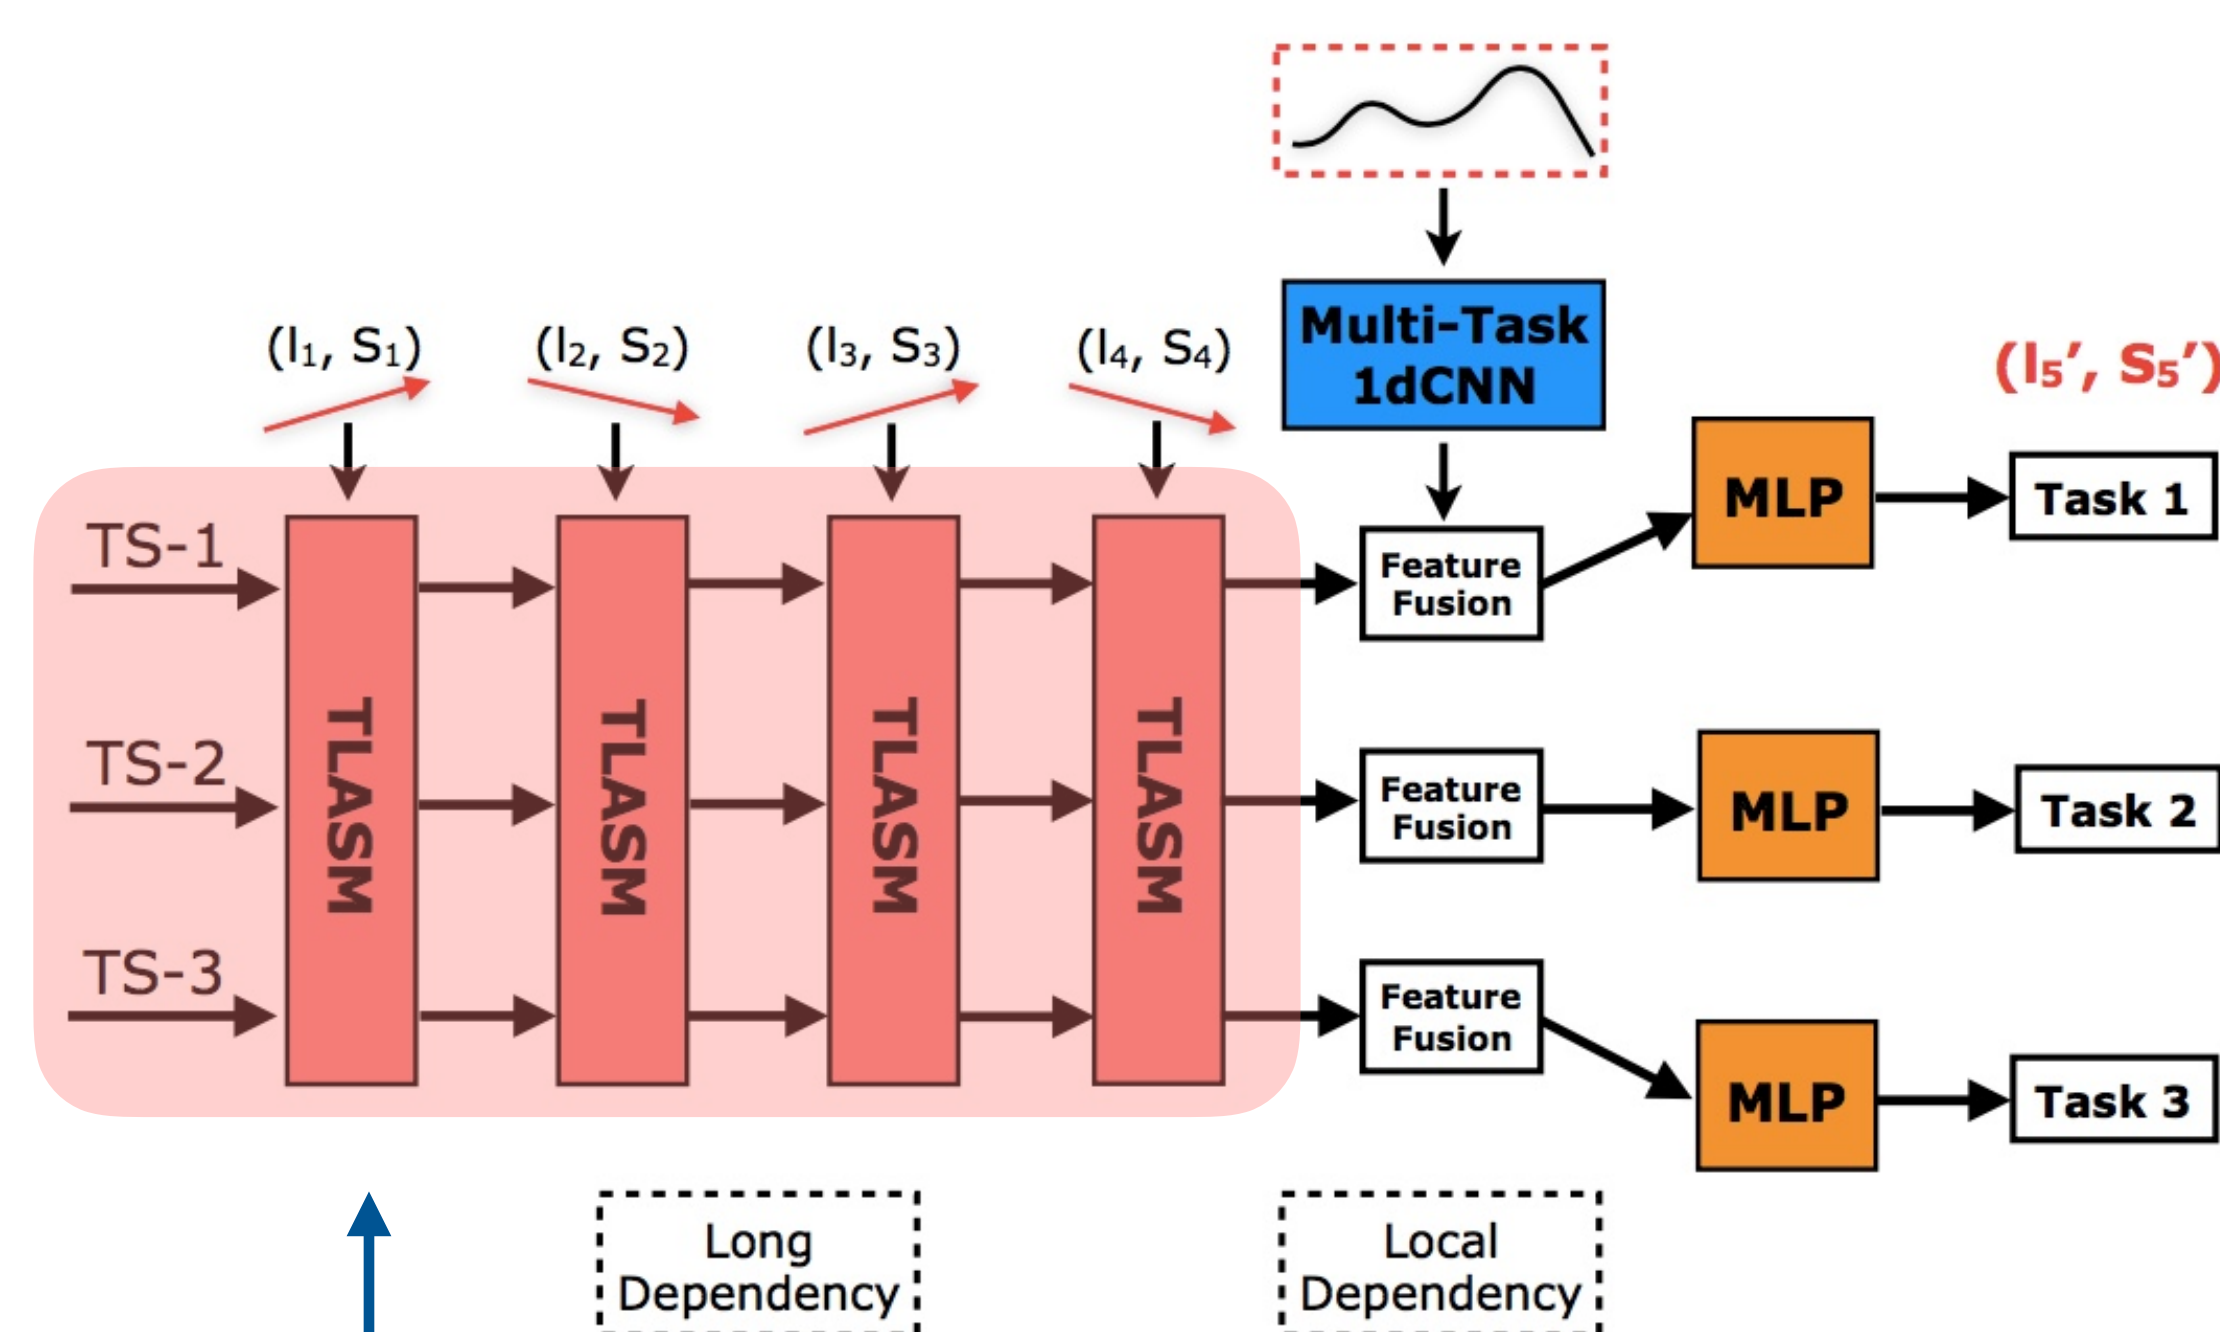 (l₁, S₁)
(l₂, S₂)
(l₃, S₃)
(l₄, S₄)
Multi-Task
1dCNN
(l₅′, S₅′)
TS-1
TS-2
TS-3
TLASM
TLASM
TLASM
TLASM
Feature
Fusion
MLP
Task 1
Feature
Fusion
MLP
Task 2
Feature
Fusion
MLP
Task 3
Long
Dependency
Local
Dependency